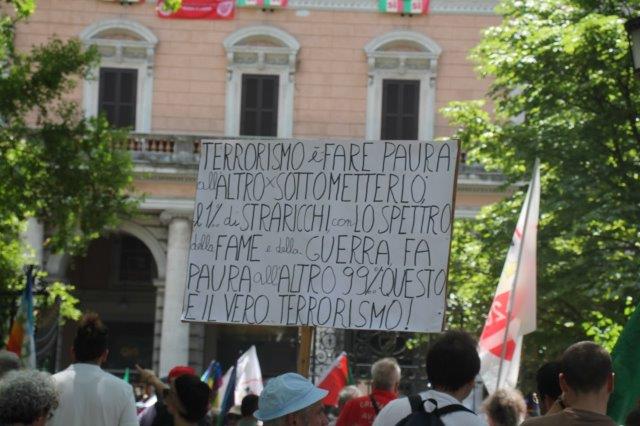 TERRORISMO è FARE PAURA
all'ALTRO x SOTTOMETTERLO;
l'1% di STRARICCHI con LO SPETTRO
della FAME e della GUERRA, FA
PAURA all'ALTRO 99% QUESTO
E IL VERO TERRORISMO!